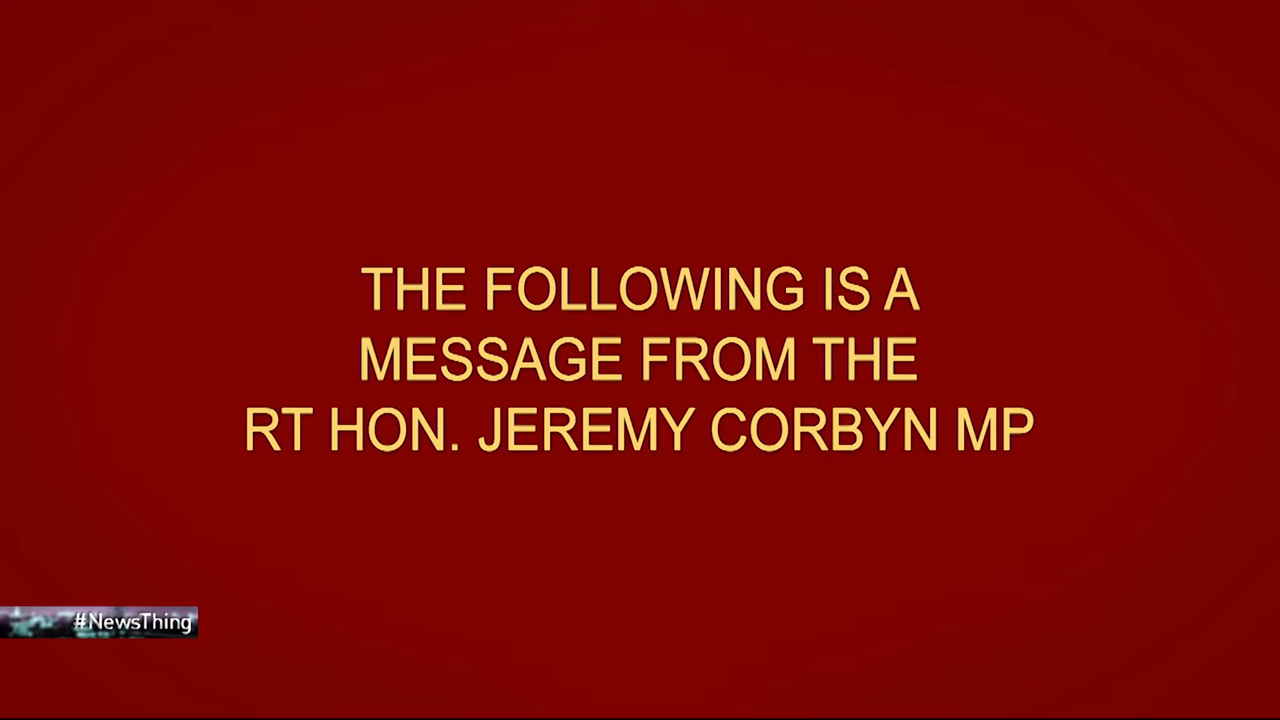 THE FOLLOWING IS A
MESSAGE FROM THE
RT HON. JEREMY CORBYN MP
#NewsThing